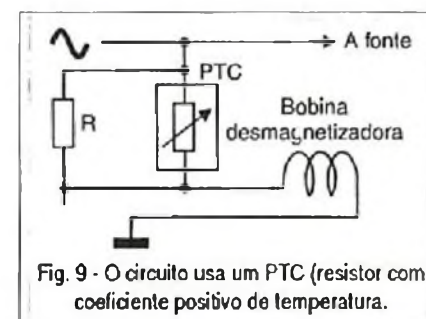 A fonte
PTC
R
Bobina
desmagnetizadora
Fig. 9 - O circuito usa um PTC (resistor com
coeficiente positivo de temperatura.